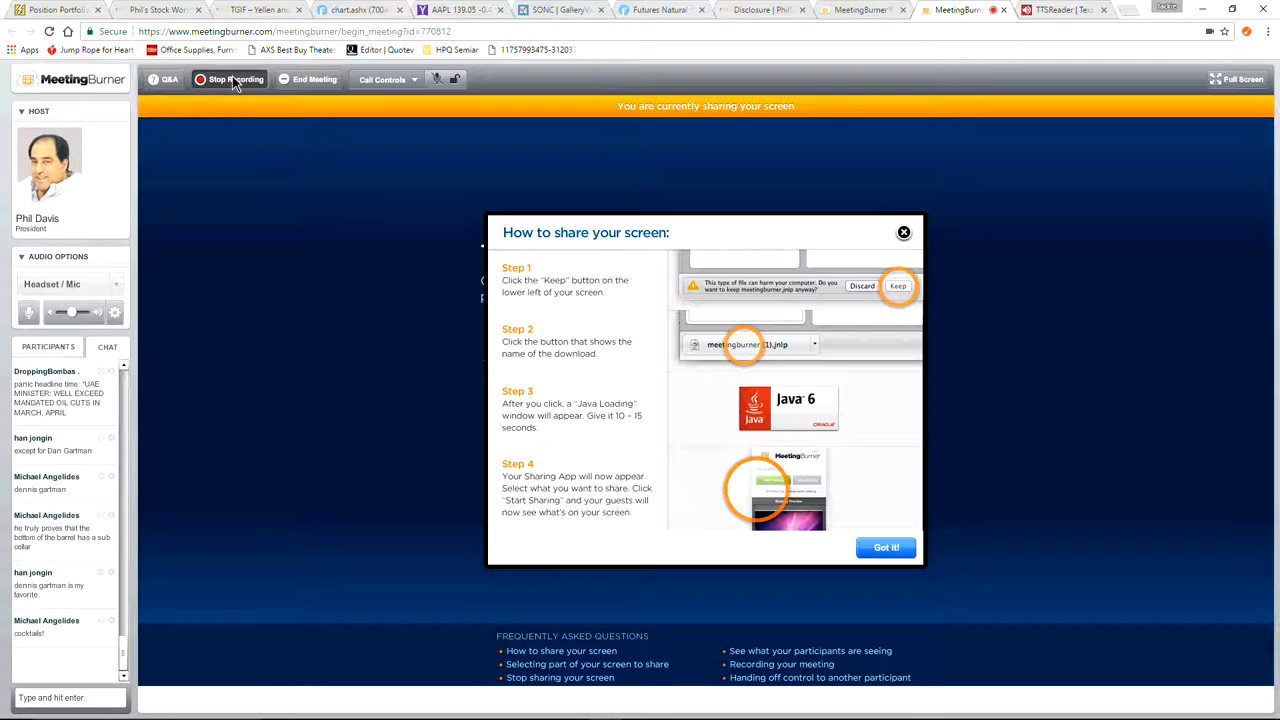 Position Portfolio
Phil's Stock Wor
TGIF – Yellen and
chart.ashx (700×4
AAPL 139.05 -0.4
SONC | GalleryV
Futures Natural
Disclosure | Phil
MeetingBurner®
MeetingBurn
TTSReader | Text
Jackie
Secure
https://www.meetingburner.com/meetingburner/begin_meeting?id=770812
Apps
Jump Rope for Heart
Office Supplies, Furni
AXS Best Buy Theater
Editor | Quotev
HPQ Semiar
11757993475-31203
MeetingBurner
Q&A
Stop Recording
End Meeting
Call Controls
Full Screen
You are currently sharing your screen
HOST
Phil Davis
President
AUDIO OPTIONS
Headset / Mic
PARTICIPANTS
CHAT
DroppingBombas .
panic headline time: "UAE
MINISTER: WELL EXCEED
MANDATED OIL CUTS IN
MARCH, APRIL
han jongin
except for Dan Gartman
Michael Angelides
dennis gartman
Michael Angelides
he truly proves that the
bottom of the barrel has a sub
collar
han jongin
dennis gartman is my
favorite.
Michael Angelides
cocktails!
Type and hit enter.
How to share your screen:
Step 1
Click the "Keep" button on the
lower left of your screen.
This type of file can harm your computer. Do you
want to keep meetingburner.jnlp anyway?
Discard
Keep
Step 2
Click the button that shows the
name of the download.
meetingburner (1).jnlp
Step 3
After you click, a "Java Loading"
window will appear. Give it 10 – 15
seconds.
Java
Java™ 6
ORACLE
Step 4
Your Sharing App will now appear.
Select what you want to share. Click
"Start Sharing" and your guests will
now see what's on your screen.
MeetingBurner
Got it!
FREQUENTLY ASKED QUESTIONS
• How to share your screen
• Selecting part of your screen to share
• Stop sharing your screen
• See what your participants are seeing
• Recording your meeting
• Handing off control to another participant